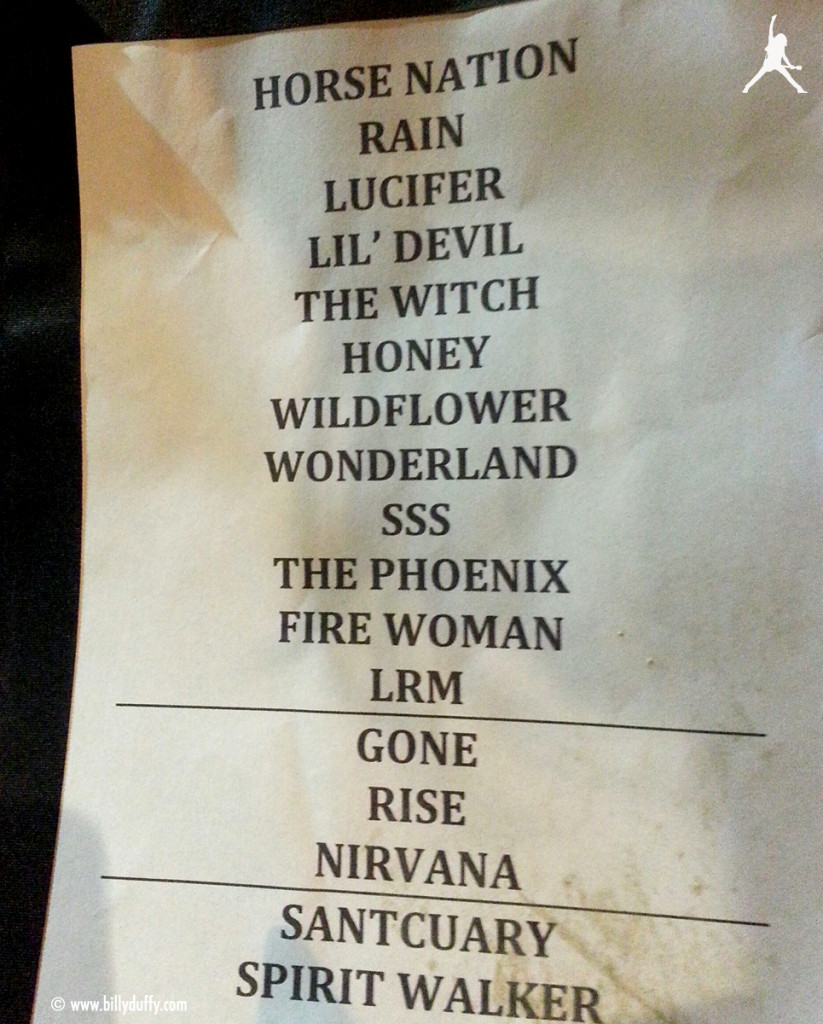 HORSE NATION
RAIN
LUCIFER
LIL’ DEVIL
THE WITCH
HONEY
WILDFLOWER
WONDERLAND
SSS
THE PHOENIX
FIRE WOMAN
LRM
GONE
RISE
NIRVANA
SANTCUARY
SPIRIT WALKER
© www.billyduffy.com